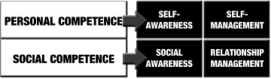 PERSONAL COMPETENCE
SELF-
AWARENESS
SELF-
MANAGEMENT
SOCIAL COMPETENCE
SOCIAL
AWARENESS
RELATIONSHIP
MANAGEMENT